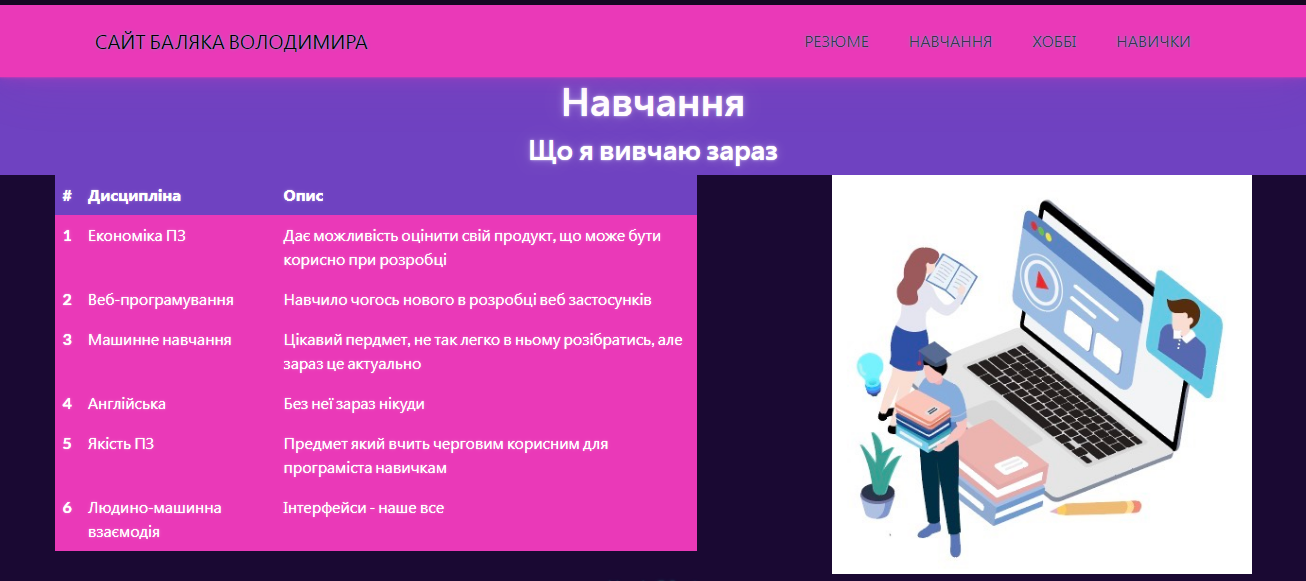 САЙТ БАЛЯКА ВОЛОДИМИРА РЕЗЮМЕ НАВЧАННЯ ХОББІ НАВИЧКИ
Навчання
Що я вивчаю зараз
# Дисципліна Опис
1 Економіка ПЗ Дає можливість оцінити свій продукт, що може бути
корисно при розробці
2 Веб-програмування Навчило чогось нового в розробці веб застосунків
3 Машинне навчання Цікавий пердмет, не так легко в ньому розібратись, але
зараз це актуально
4 Англійська Без неї зараз нікуди
5 Якість ПЗ Предмет який вчить черговим корисним для
програміста навичкам
6 Людино-машинна Інтерфейси - наше все
взаємодія